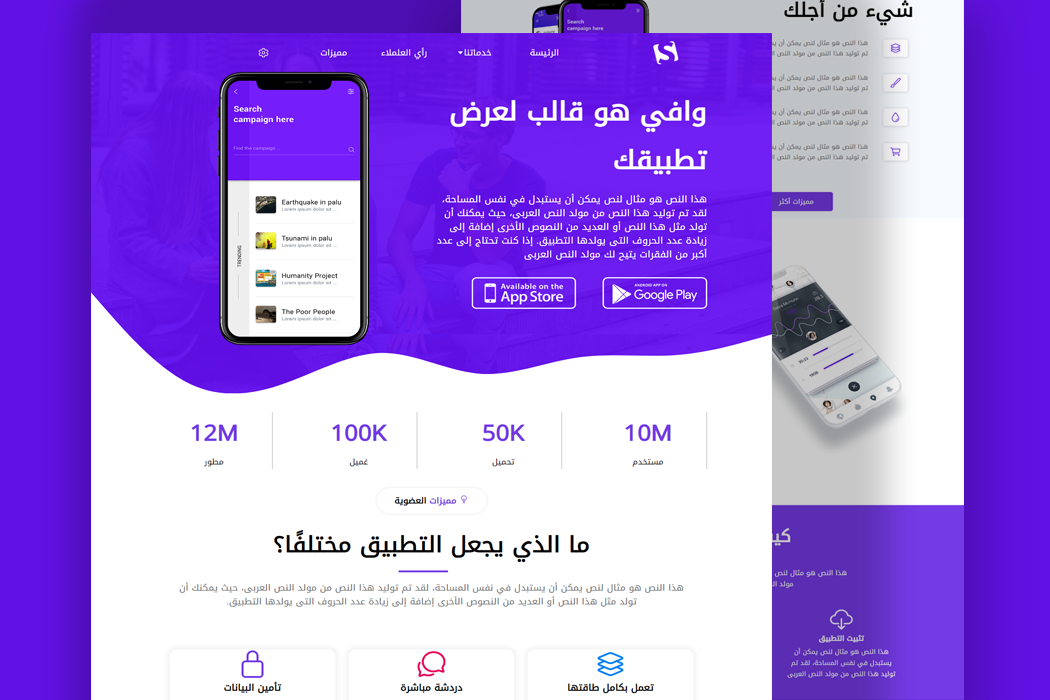 الرئيسة
خدماتنا
رأي العلملاء
مميزات
Search
campaign here
Find the campaign ...
TRENDING
Earthquake in palu
Lorem ipsum dolor sit ...
Tsunami in palu
Lorem ipsum dolor sit ...
Humanity Project
Lorem ipsum dolor sit ...
The Poor People
Lorem ipsum dolor sit ...
وافي هو قالب لعرض
تطبيقك
هذا النص هو مثال لنص يمكن أن يستبدل في نفس المساحة،
لقد تم توليد هذا النص من مولد النص العربى، حيث يمكنك أن
تولد مثل هذا النص أو العديد من النصوص الأخرى إضافة إلى
زيادة عدد الحروف التى يولدها التطبيق. إذا كنت تحتاج إلى عدد
أكبر من الفقرات يتيح لك مولد النص العربى
ANDROID APP ON
Google Play
Available on the
App Store
10M
مستخدم
50K
تحميل
100K
غميل
12M
مطور
مميزات العضوية
ما الذي يجعل التطبيق مختلفًا؟
هذا النص هو مثال لنص يمكن أن يستبدل في نفس المساحة، لقد تم توليد هذا النص من مولد النص العربى، حيث يمكنك أن
تولد مثل هذا النص أو العديد من النصوص الأخرى إضافة إلى زيادة عدد الحروف التى يولدها التطبيق.
تعمل بكامل طاقتها
دردشة مباشرة
تأمين البيانات
Search
campaign here
شيء من أجلك
هذا النص هو مثال لنص يمكن أن
تم توليد هذا النص من مولد النص
هذا النص هو مثال لنص يمكن أن
تم توليد هذا النص من مولد النص
هذا النص هو مثال لنص يمكن أن
تم توليد هذا النص من مولد النص
هذا النص هو مثال لنص يمكن أن
تم توليد هذا النص من مولد النص
مميزات أكثر
هذا النص هو مثال لنص
مولد
تثبيت التطبيق
هذا النص هو مثال لنص يمكن أن
يستبدل في نفس المساحة، لقد تم
توليد هذا النص من مولد النص العربى